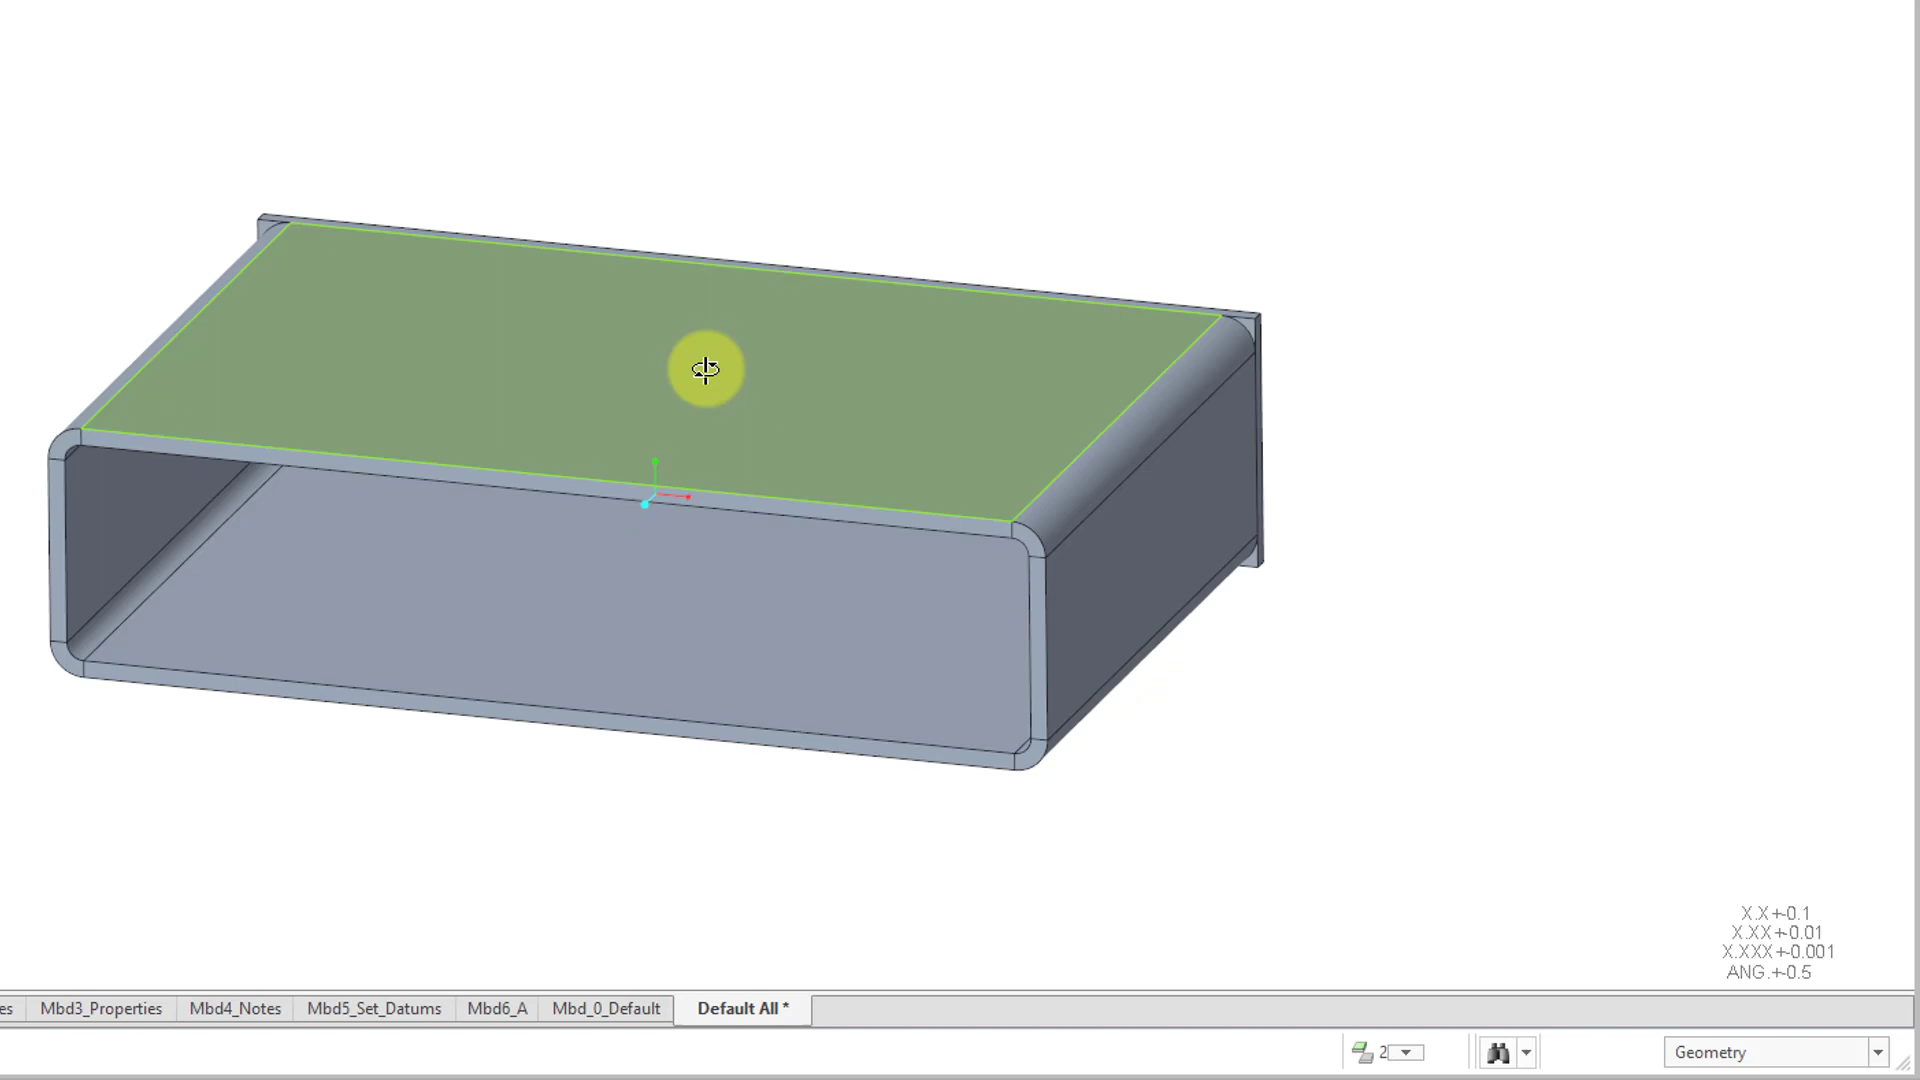 X.X+-0.1
X.XX+-0.01
X.XXX+-0.001
ANG.+-0.5
es Mbd3_Properties Mbd4_Notes Mbd5_Set_Datums Mbd6_A Mbd_0_Default Default All *
2 Geometry